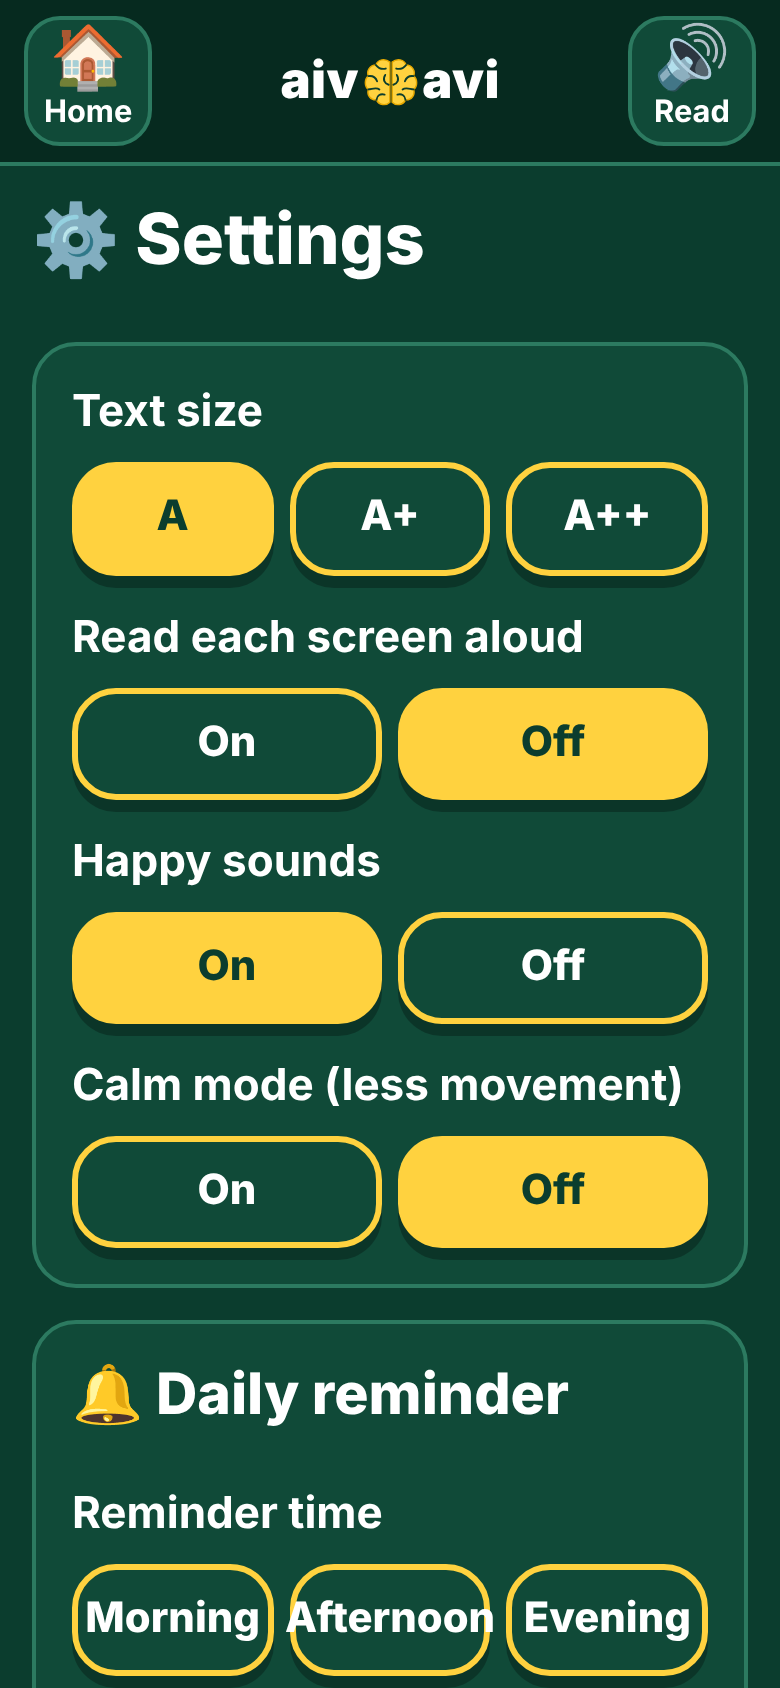 Home
aiv🧠avi
Read
Settings
Text size
A A+ A++
Read each screen aloud
On Off
Happy sounds
On Off
Calm mode (less movement)
On Off
Daily reminder
Reminder time
Morning Afternoon Evening